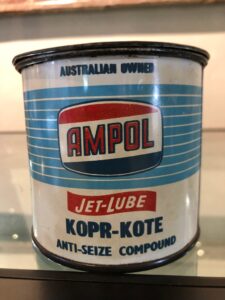 AUSTRALIAN OWNED
AMPOL
JET-LUBE
KOPR-KOTE
ANTI-SEIZE COMPOUND